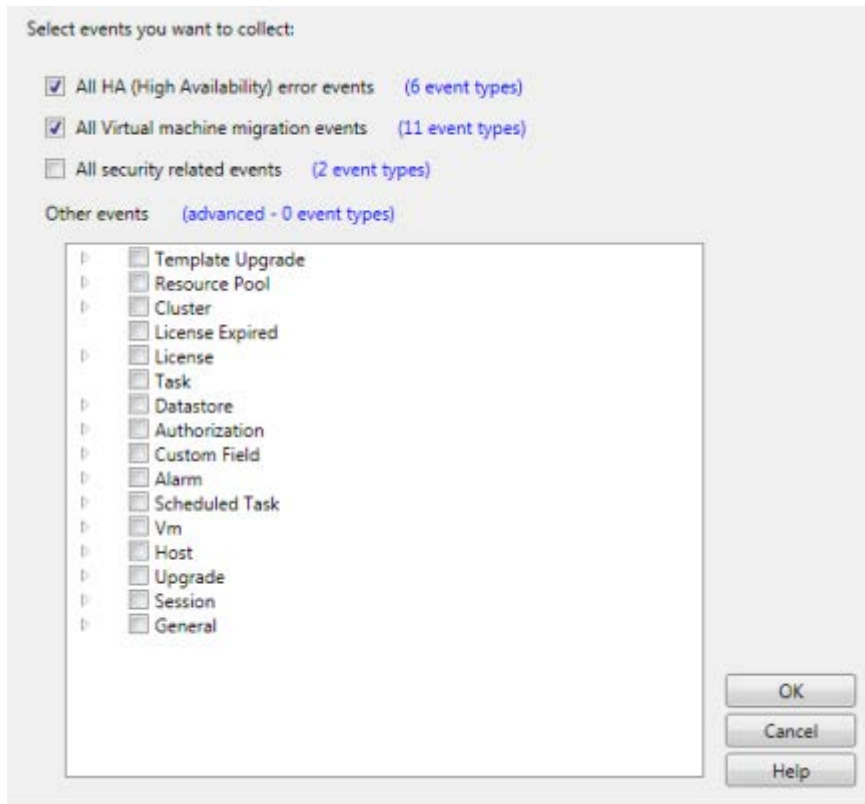 Select events you want to collect:
All HA (High Availability) error events (6 event types)
All Virtual machine migration events (11 event types)
All security related events (2 event types)
Other events (advanced - 0 event types)
Template Upgrade
Resource Pool
Cluster
License Expired
License
Task
Datastore
Authorization
Custom Field
Alarm
Scheduled Task
Vm
Host
Upgrade
Session
General
OK
Cancel
Help